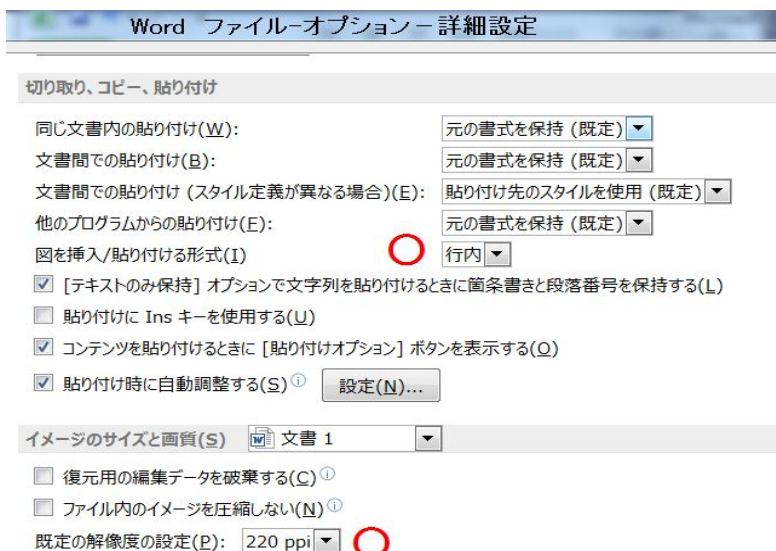 Word ファイル-オプション－詳細設定
切り取り、コピー、貼り付け
同じ文書内の貼り付け(W): 元の書式を保持 (既定)
文書間での貼り付け(B): 元の書式を保持 (既定)
文書間での貼り付け (スタイル定義が異なる場合)(E): 貼り付け先のスタイルを使用 (既定)
他のプログラムからの貼り付け(F): 元の書式を保持 (既定)
図を挿入/貼り付ける形式(I) 行内
[テキストのみ保持] オプションで文字列を貼り付けるときに箇条書きと段落番号を保持する(L)
貼り付けに Ins キーを使用する(U)
コンテンツを貼り付けるときに [貼り付けオプション] ボタンを表示する(O)
貼り付け時に自動調整する(S) 設定(N)...
イメージのサイズと画質(S) 文書 1
復元用の編集データを破棄する(C)
ファイル内のイメージを圧縮しない(N)
既定の解像度の設定(P): 220 ppi